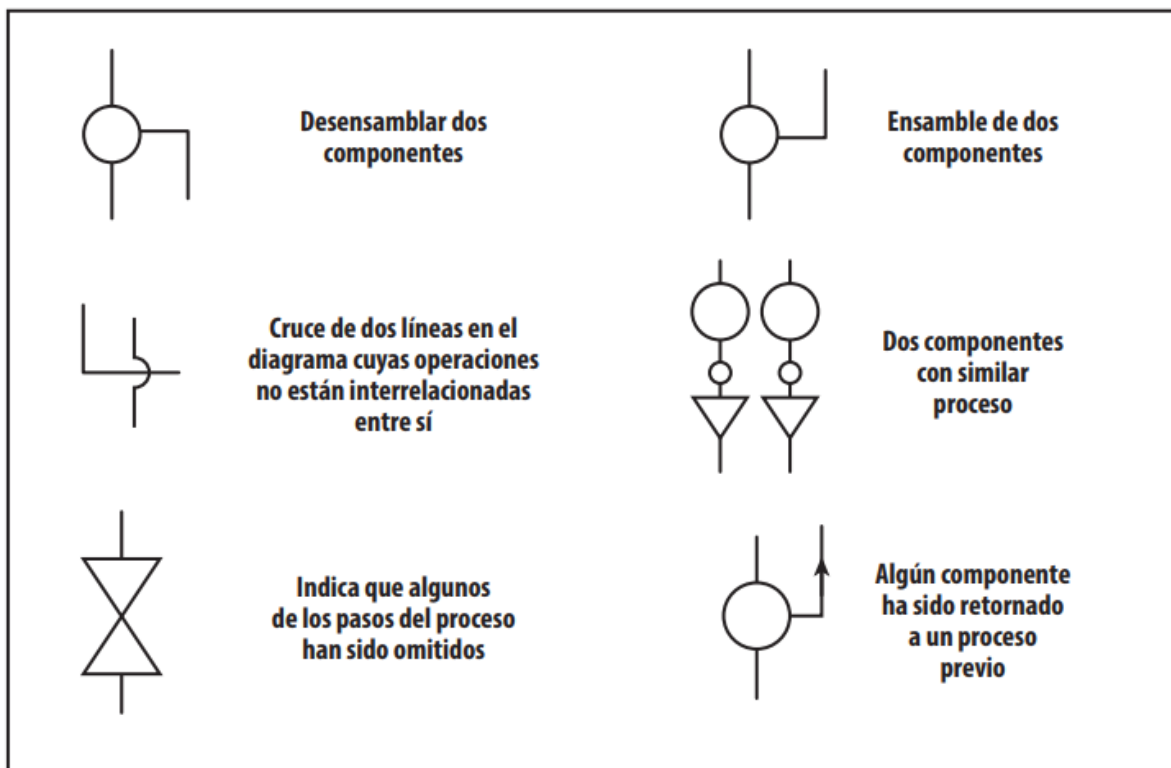 Desensamblar dos
componentes
Ensamble de dos
componentes
Cruce de dos líneas en el
diagrama cuyas operaciones
no están interrelacionadas
entre sí
Dos componentes
con similar
proceso
Indica que algunos
de los pasos del proceso
han sido omitidos
Algún componente
ha sido retornado
a un proceso
previo